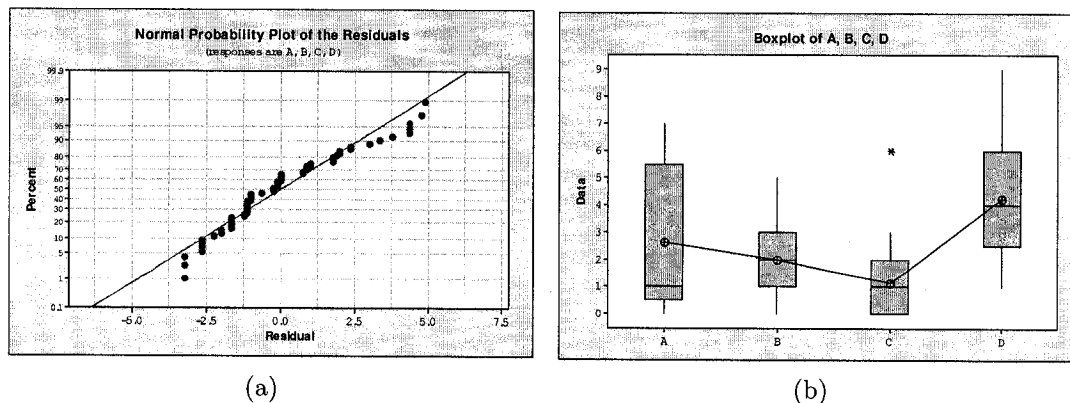 Normal Probability Plot of the Residuals
(responses are A, B, C, D)
Percent
99.9
99
95
90
80
70
60
50
40
30
20
10
5
1
0.1
-5.0 -2.5 0.0 2.5 5.0 7.5
Residual
(a)
Boxplot of A, B, C, D
Data
9
8
7
6
5
4
3
2
1
0
A B C D
(b)